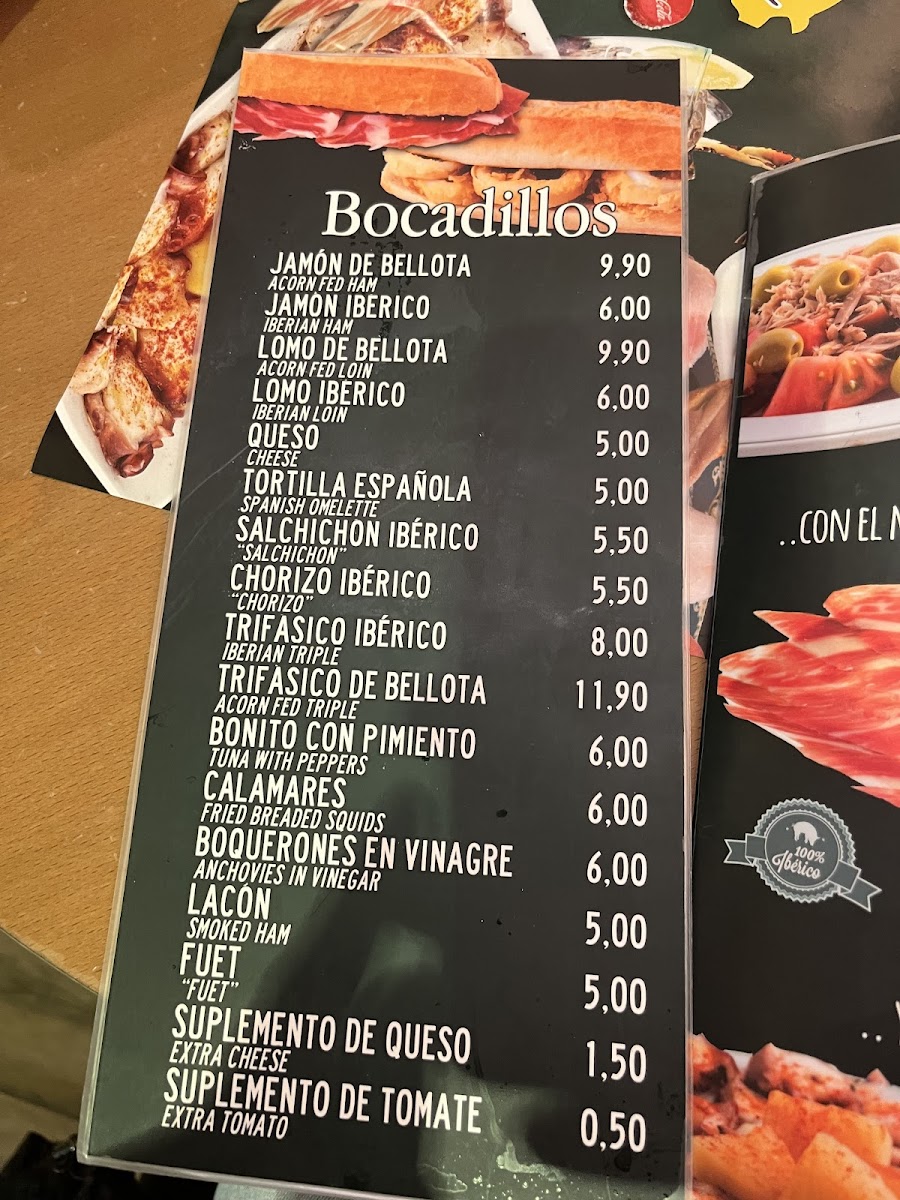 Bocadillos
JAMÓN DE BELLOTA 9,90
ACORN FED HAM
JAMÓN IBÉRICO 6,00
IBERIAN HAM
LOMO DE BELLOTA 9,90
ACORN FED LOIN
LOMO IBÉRICO 6,00
IBERIAN LOIN
QUESO 5,00
CHEESE
TORTILLA ESPAÑOLA 5,00
SPANISH OMELETTE
SALCHICHON IBÉRICO 5,50
"SALCHICHON"
CHORIZO IBÉRICO 5,50
"CHORIZO"
TRIFASICO IBÉRICO 8,00
IBERIAN TRIPLE
TRIFASICO DE BELLOTA 11,90
ACORN FED TRIPLE
BONITO CON PIMIENTO 6,00
TUNA WITH PEPPERS
CALAMARES 6,00
FRIED BREADED SQUIDS
BOQUERONES EN VINAGRE 6,00
ANCHOVIES IN VINEGAR
LACÓN 5,00
SMOKED HAM
FUET 5,00
"FUET"
SUPLEMENTO DE QUESO 1,50
EXTRA CHEESE
SUPLEMENTO DE TOMATE 0,50
EXTRA TOMATO
..CON EL
100%
Ibérico
..